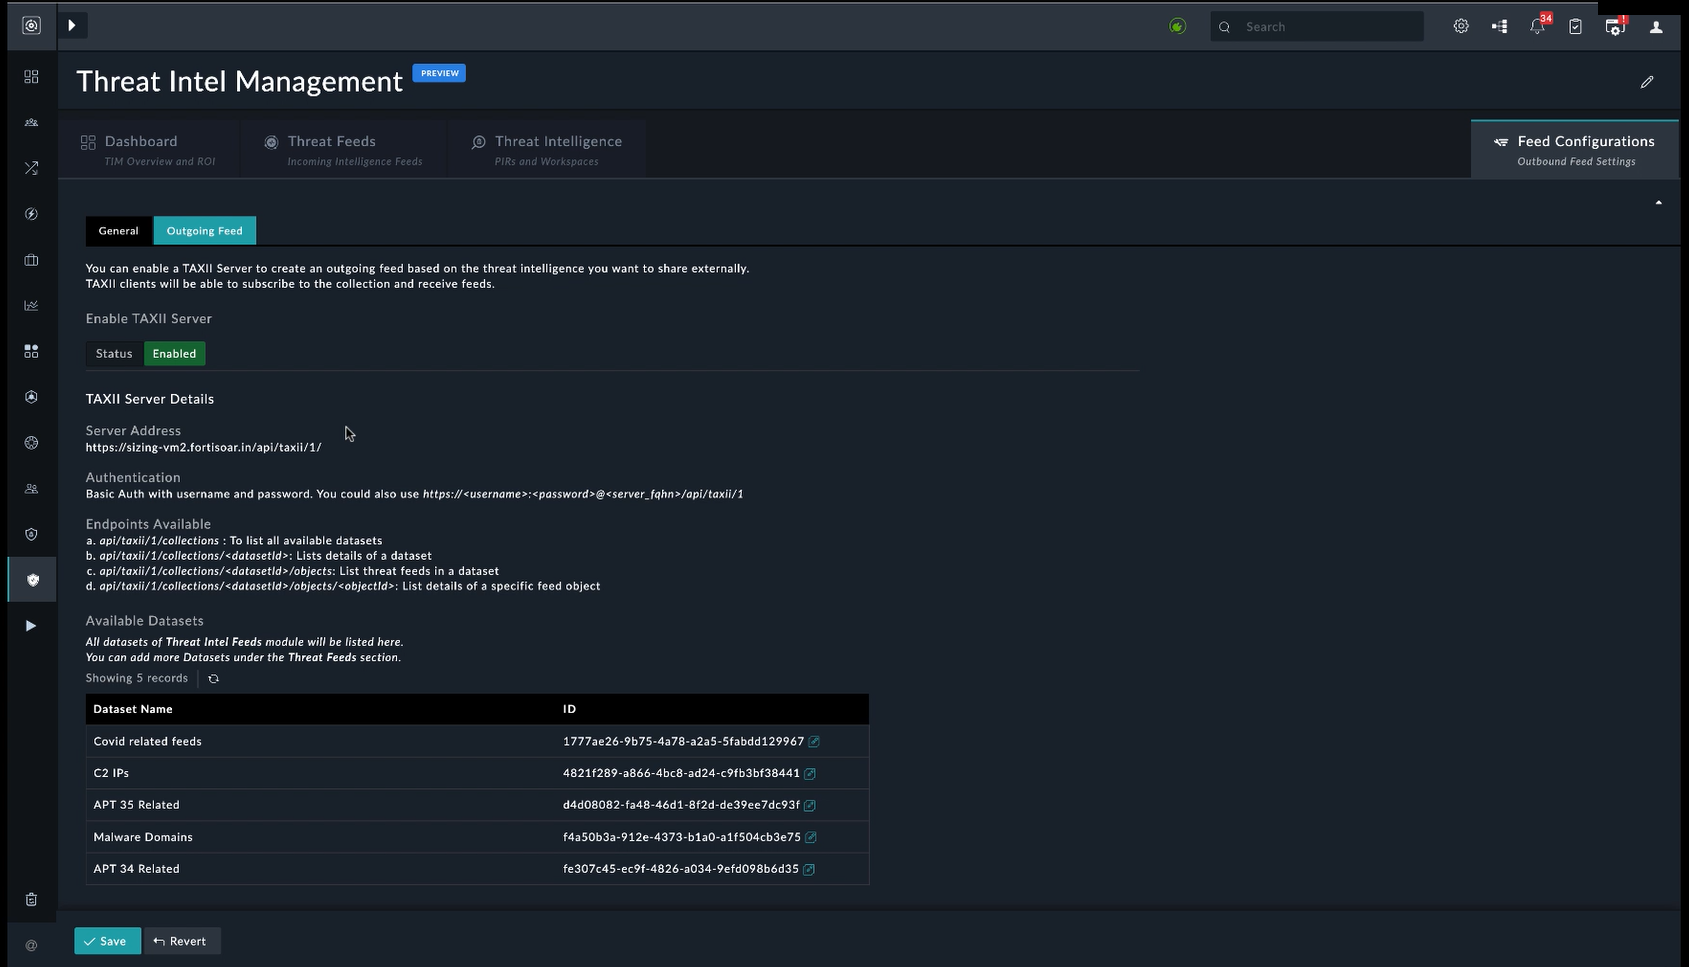 Search
34
1
Threat Intel Management PREVIEW
Dashboard
TIM Overview and ROI
Threat Feeds
Incoming Intelligence Feeds
Threat Intelligence
PIRs and Workspaces
Feed Configurations
Outbound Feed Settings
General Outgoing Feed
You can enable a TAXII Server to create an outgoing feed based on the threat intelligence you want to share externally.
TAXII clients will be able to subscribe to the collection and receive feeds.
Enable TAXII Server
Status Enabled
TAXII Server Details
Server Address
https://sizing-vm2.fortisoar.in/api/taxii/1/
Authentication
Basic Auth with username and password. You could also use https://<username>:<password>@<server_fqhn>/api/taxii/1
Endpoints Available
a. api/taxii/1/collections : To list all available datasets
b. api/taxii/1/collections/<datasetId>: Lists details of a dataset
c. api/taxii/1/collections/<datasetId>/objects: List threat feeds in a dataset
d. api/taxii/1/collections/<datasetId>/objects/<objectId>: List details of a specific feed object
Available Datasets
All datasets of Threat Intel Feeds module will be listed here.
You can add more Datasets under the Threat Feeds section.
Showing 5 records
Dataset Name ID
Covid related feeds 1777ae26-9b75-4a78-a2a5-5fabdd129967
C2 IPs 4821f289-a866-4bc8-ad24-c9fb3bf38441
APT 35 Related d4d08082-fa48-46d1-8f2d-de39ee7dc93f
Malware Domains f4a50b3a-912e-4373-b1a0-a1f504cb3e75
APT 34 Related fe307c45-ec9f-4826-a034-9efd098b6d35
Save Revert